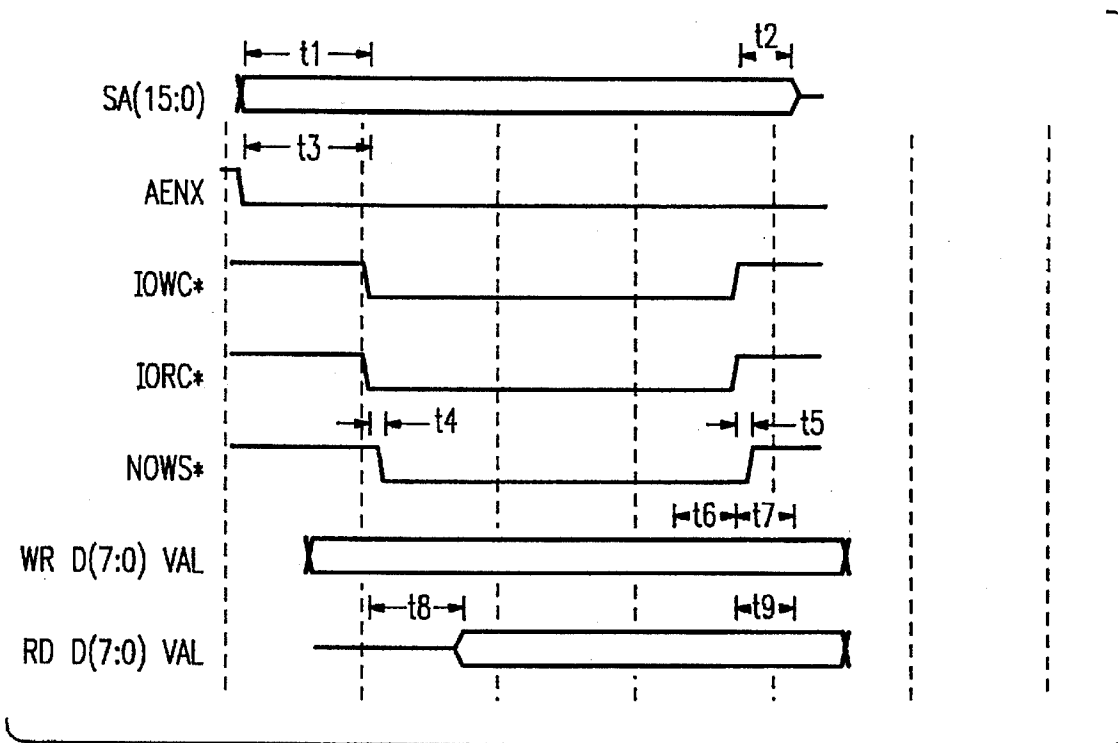 t1
t2
SA(15:0)
t3
AENX
IOWC*
IORC*
t4
t5
NOWS*
t6
t7
WR D(7:0) VAL
t8
t9
RD D(7:0) VAL